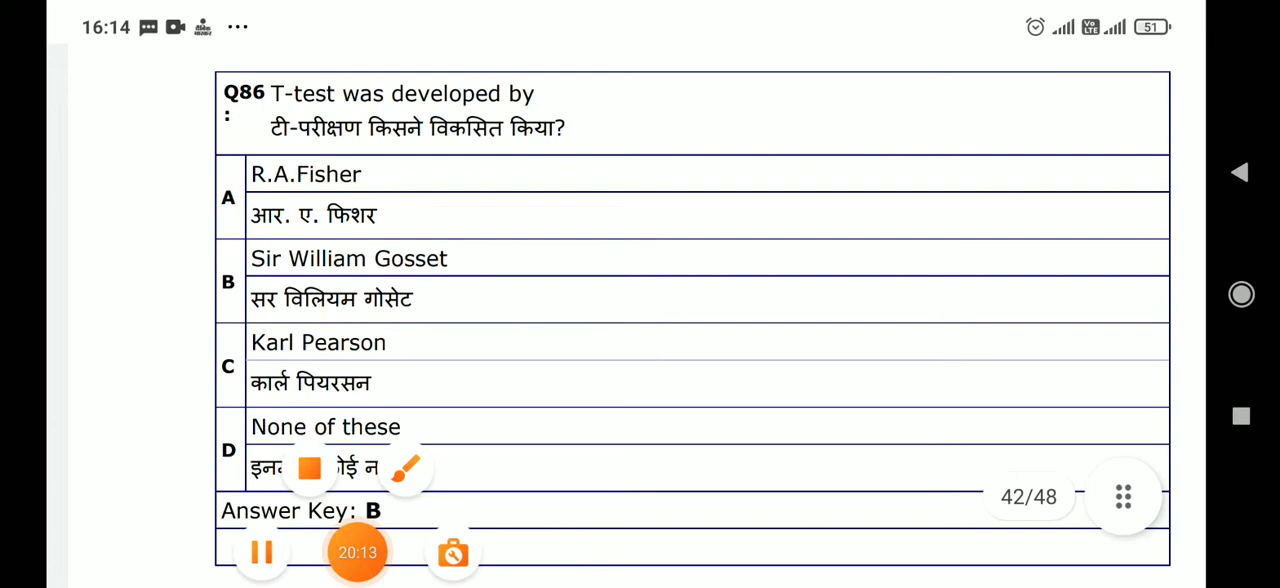 16:14
51
Q86 T-test was developed by
: टी-परीक्षण किसने विकसित किया?
R.A.Fisher
A
आर. ए. फिशर
Sir William Gosset
B
सर विलियम गोसेट
Karl Pearson
C
कार्ल पियरसन
None of these
D
42/48
Answer Key: B
20:13